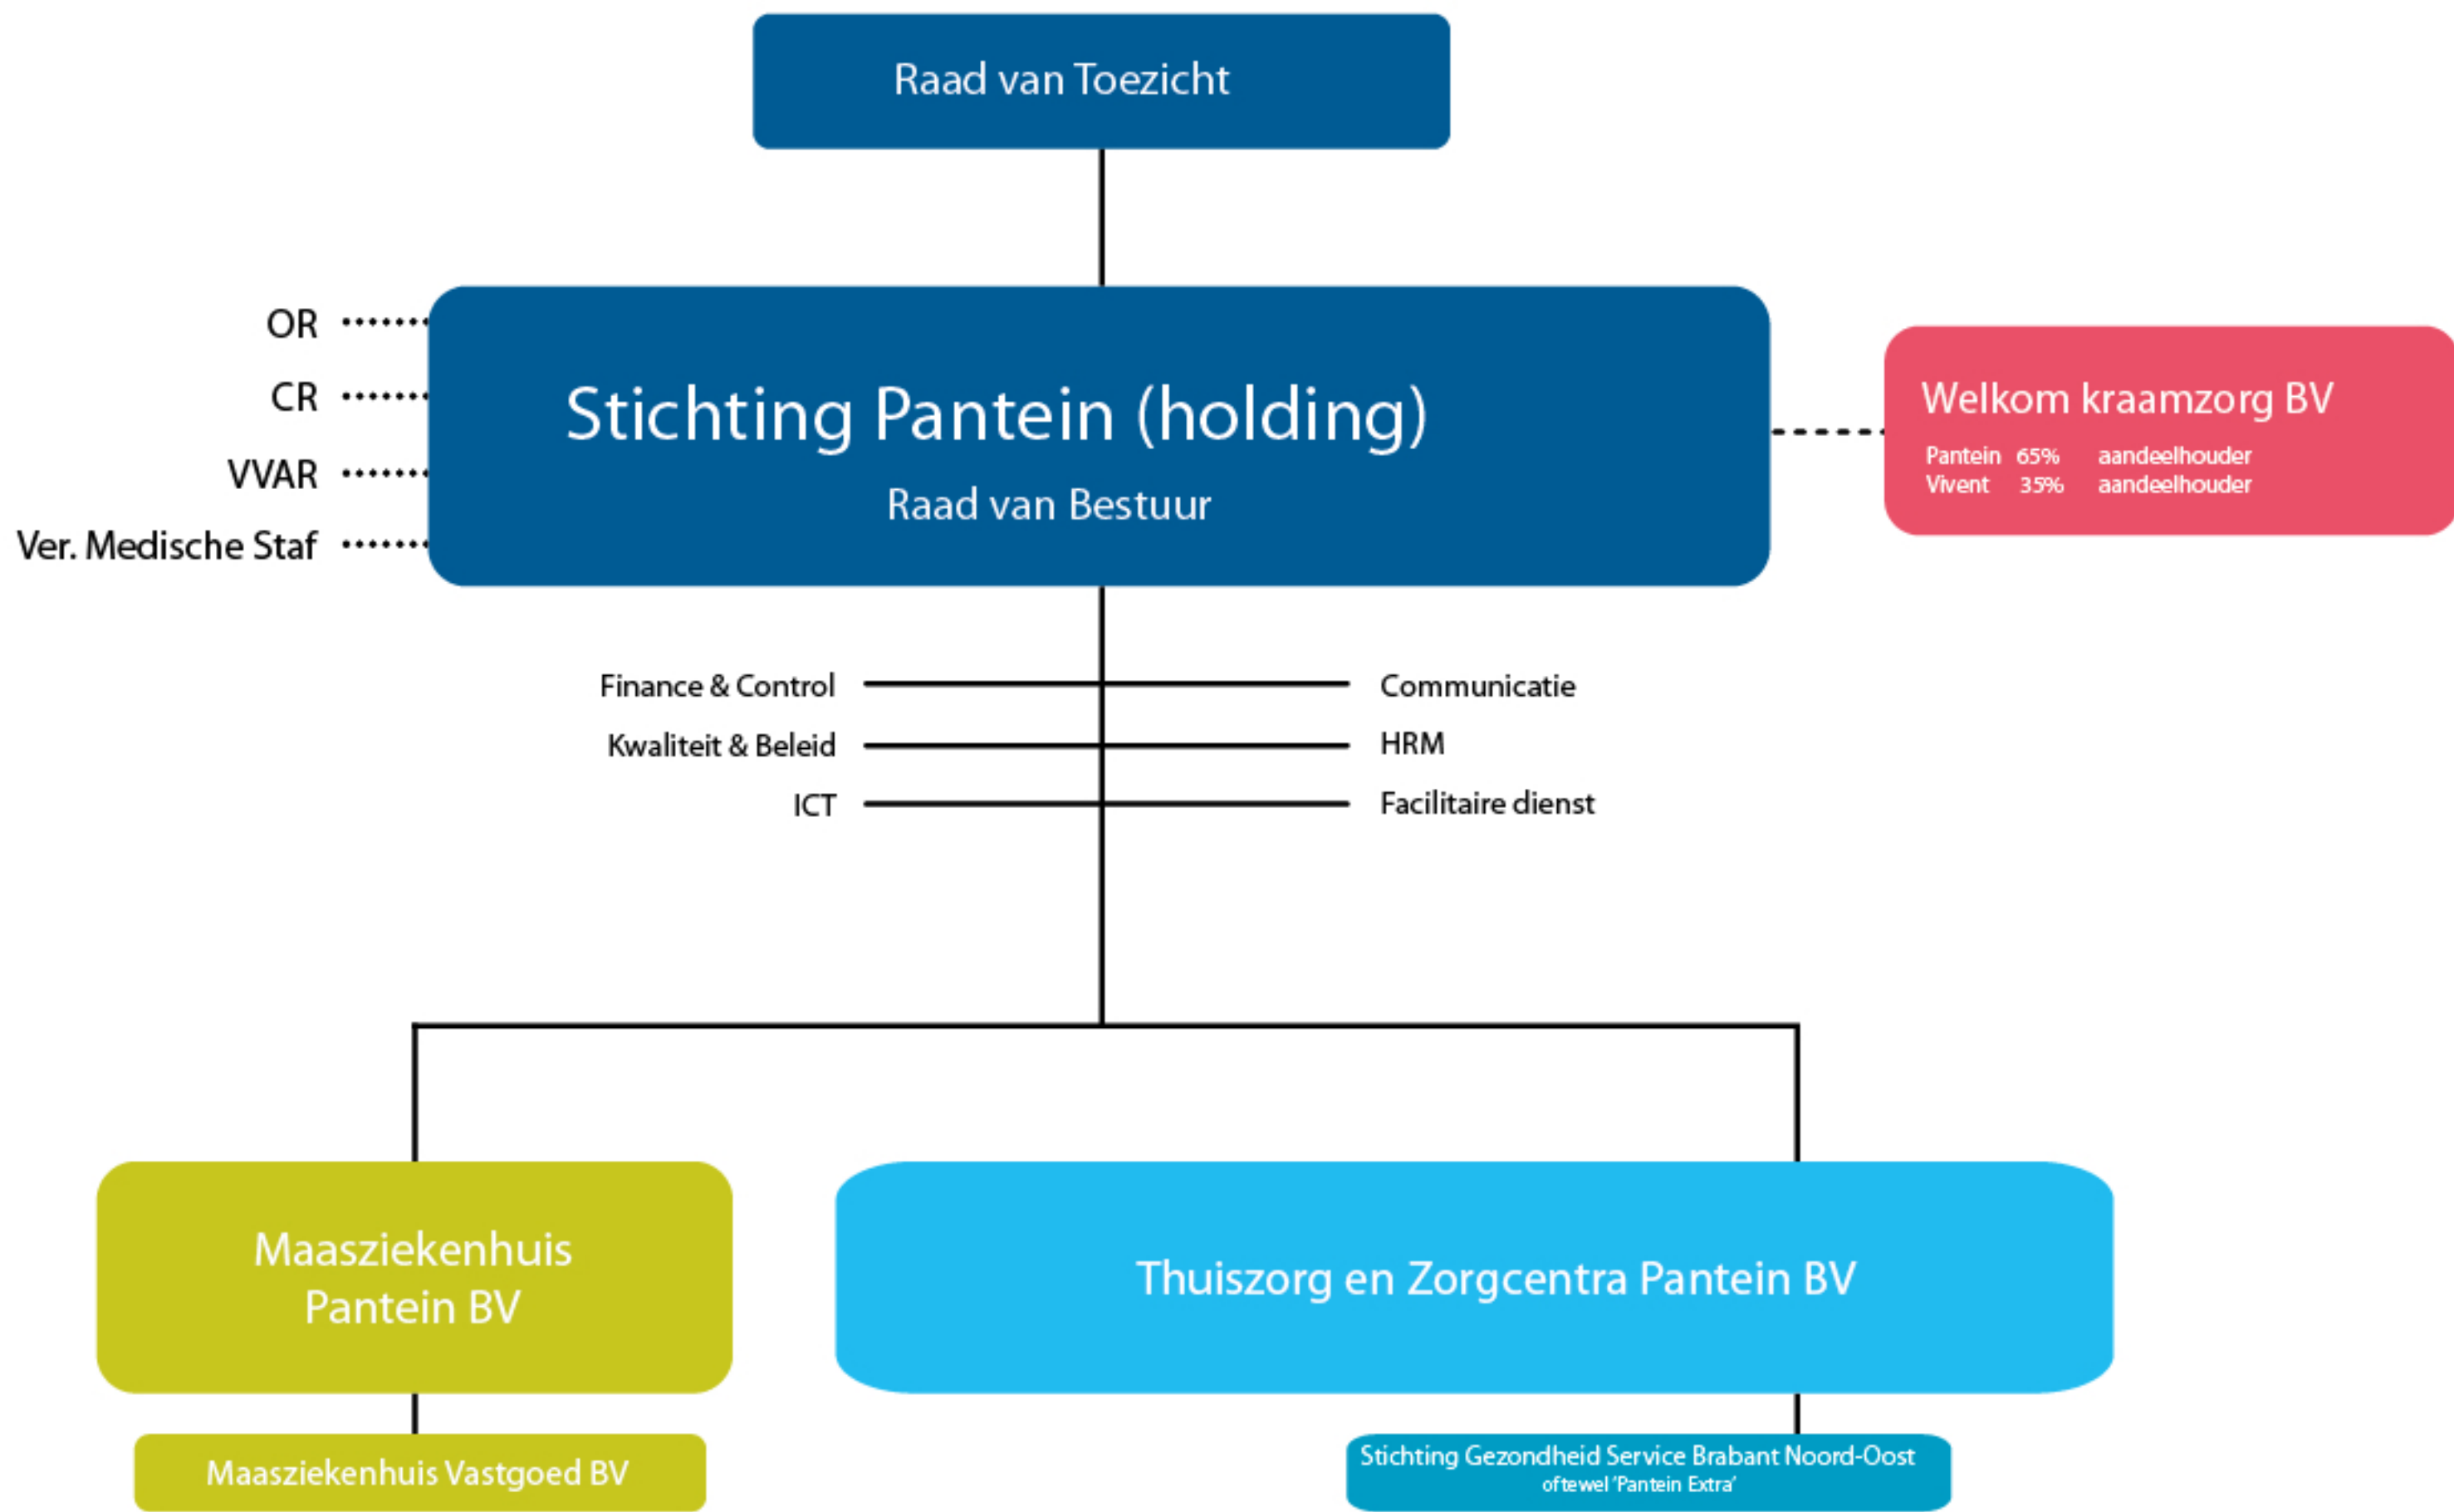 Raad van Toezicht
OR
CR
VVAR
Ver. Medische Staf
Stichting Pantein (holding)
Raad van Bestuur
Welkom kraamzorg BV
Pantein 65% aandeelhouder
Vivent 35% aandeelhouder
Finance & Control
Communicatie
Kwaliteit & Beleid
HRM
ICT
Facilitaire dienst
Maasziekenhuis
Pantein BV
Thuiszorg en Zorgcentra Pantein BV
Maasziekenhuis Vastgoed BV
Stichting Gezondheid Service Brabant Noord-Oost
oftewel ‘Pantein Extra’